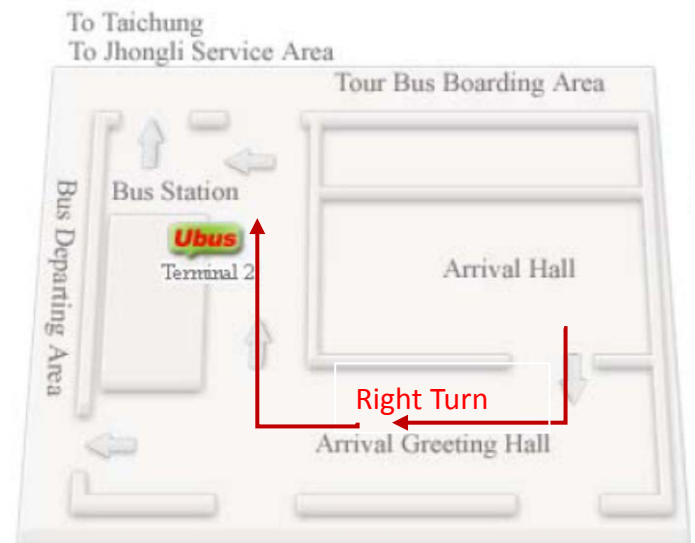 To Taichung
To Jhongli Service Area
Tour Bus Boarding Area
Bus Station
Bus Departing Area
Ubus
Terminal 2
Arrival Hall
Right Turn
Arrival Greeting Hall